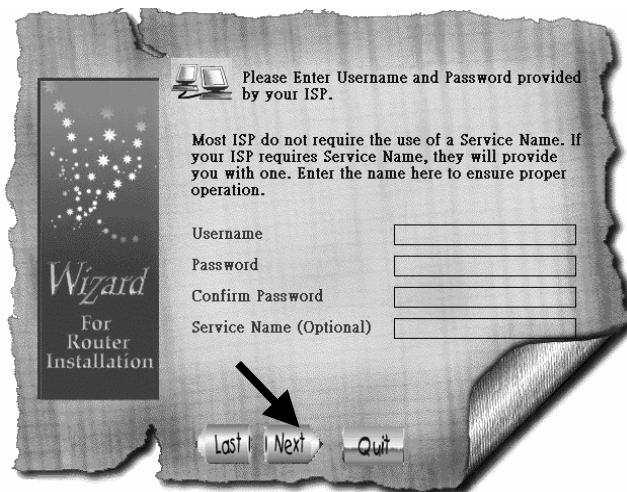 Please Enter Username and Password provided
by your ISP.
Most ISP do not require the use of a Service Name. If
your ISP requires Service Name, they will provide
you with one. Enter the name here to ensure proper
operation.
Username
Password
Confirm Password
Service Name (Optional)
Wizard
For
Router
Installation
Last
Next
Quit